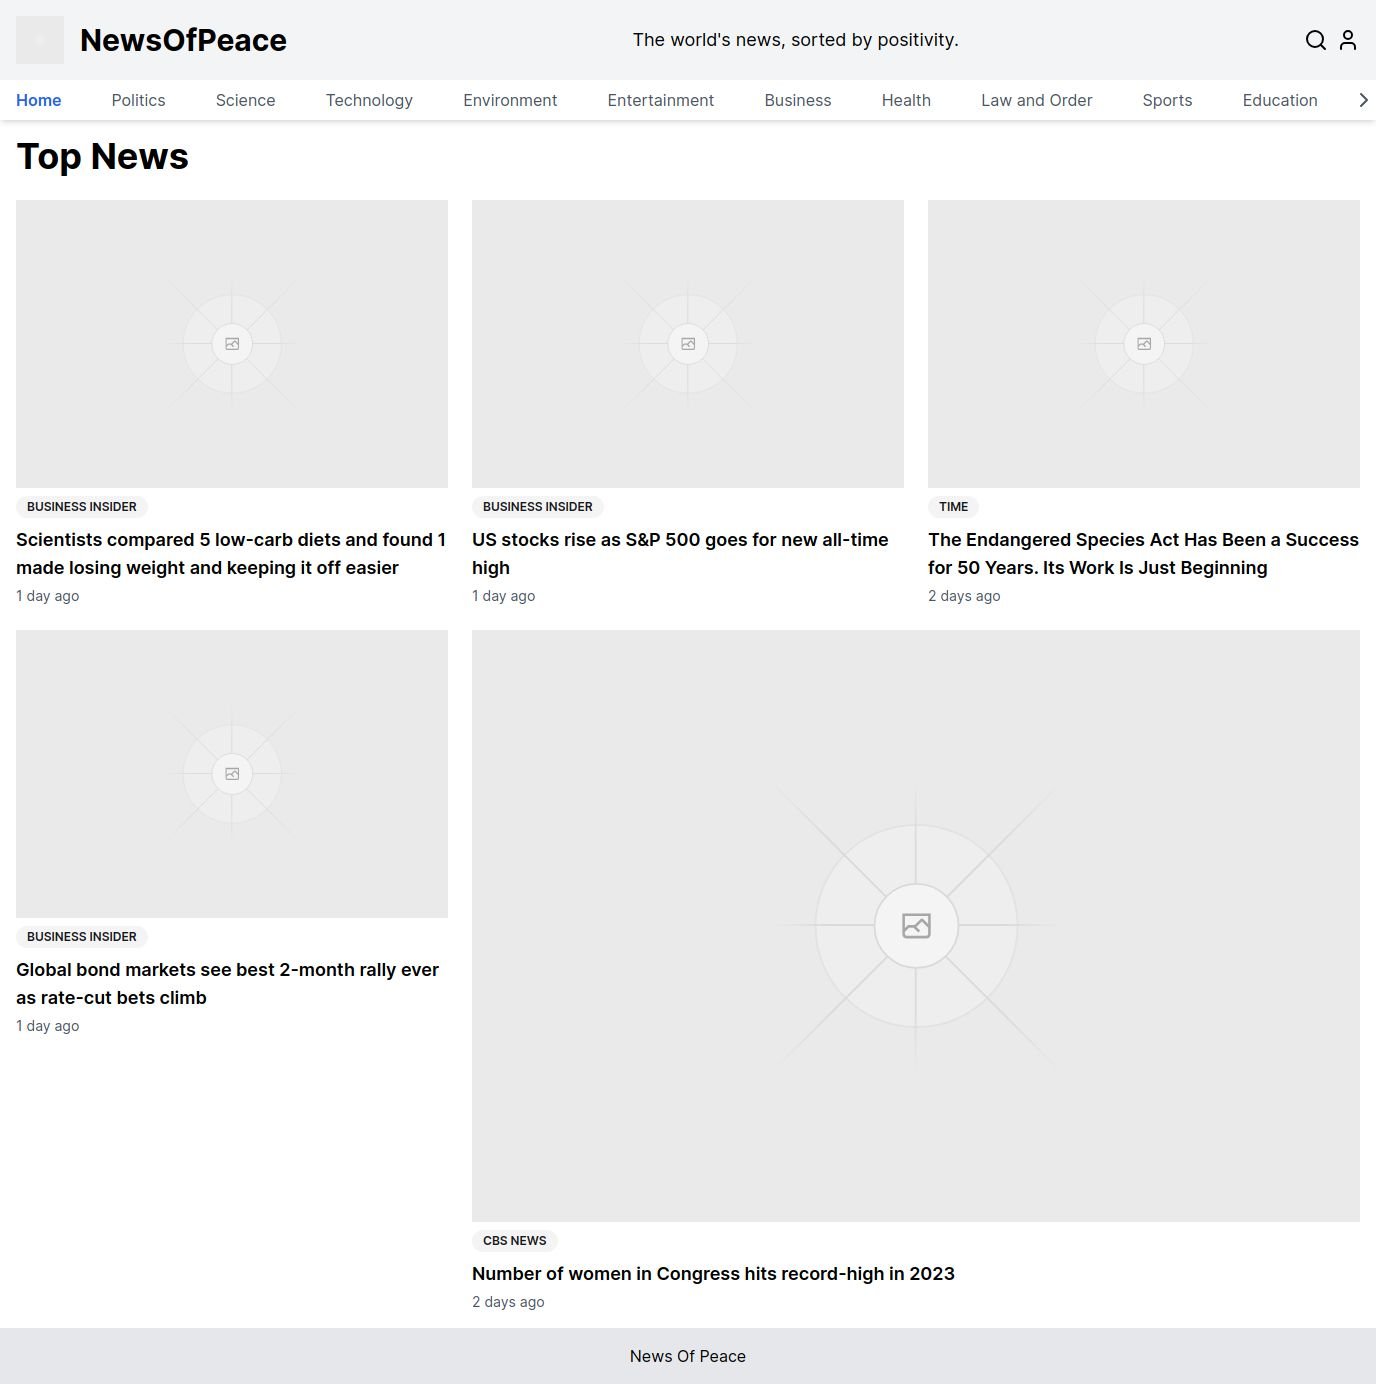 NewsOfPeace
The world's news, sorted by positivity.
Home Politics Science Technology Environment Entertainment Business Health Law and Order Sports Education
Top News
BUSINESS INSIDER
Scientists compared 5 low-carb diets and found 1
made losing weight and keeping it off easier
1 day ago
BUSINESS INSIDER
US stocks rise as S&P 500 goes for new all-time
high
1 day ago
TIME
The Endangered Species Act Has Been a Success
for 50 Years. Its Work Is Just Beginning
2 days ago
BUSINESS INSIDER
Global bond markets see best 2-month rally ever
as rate-cut bets climb
1 day ago
CBS NEWS
Number of women in Congress hits record-high in 2023
2 days ago
News Of Peace